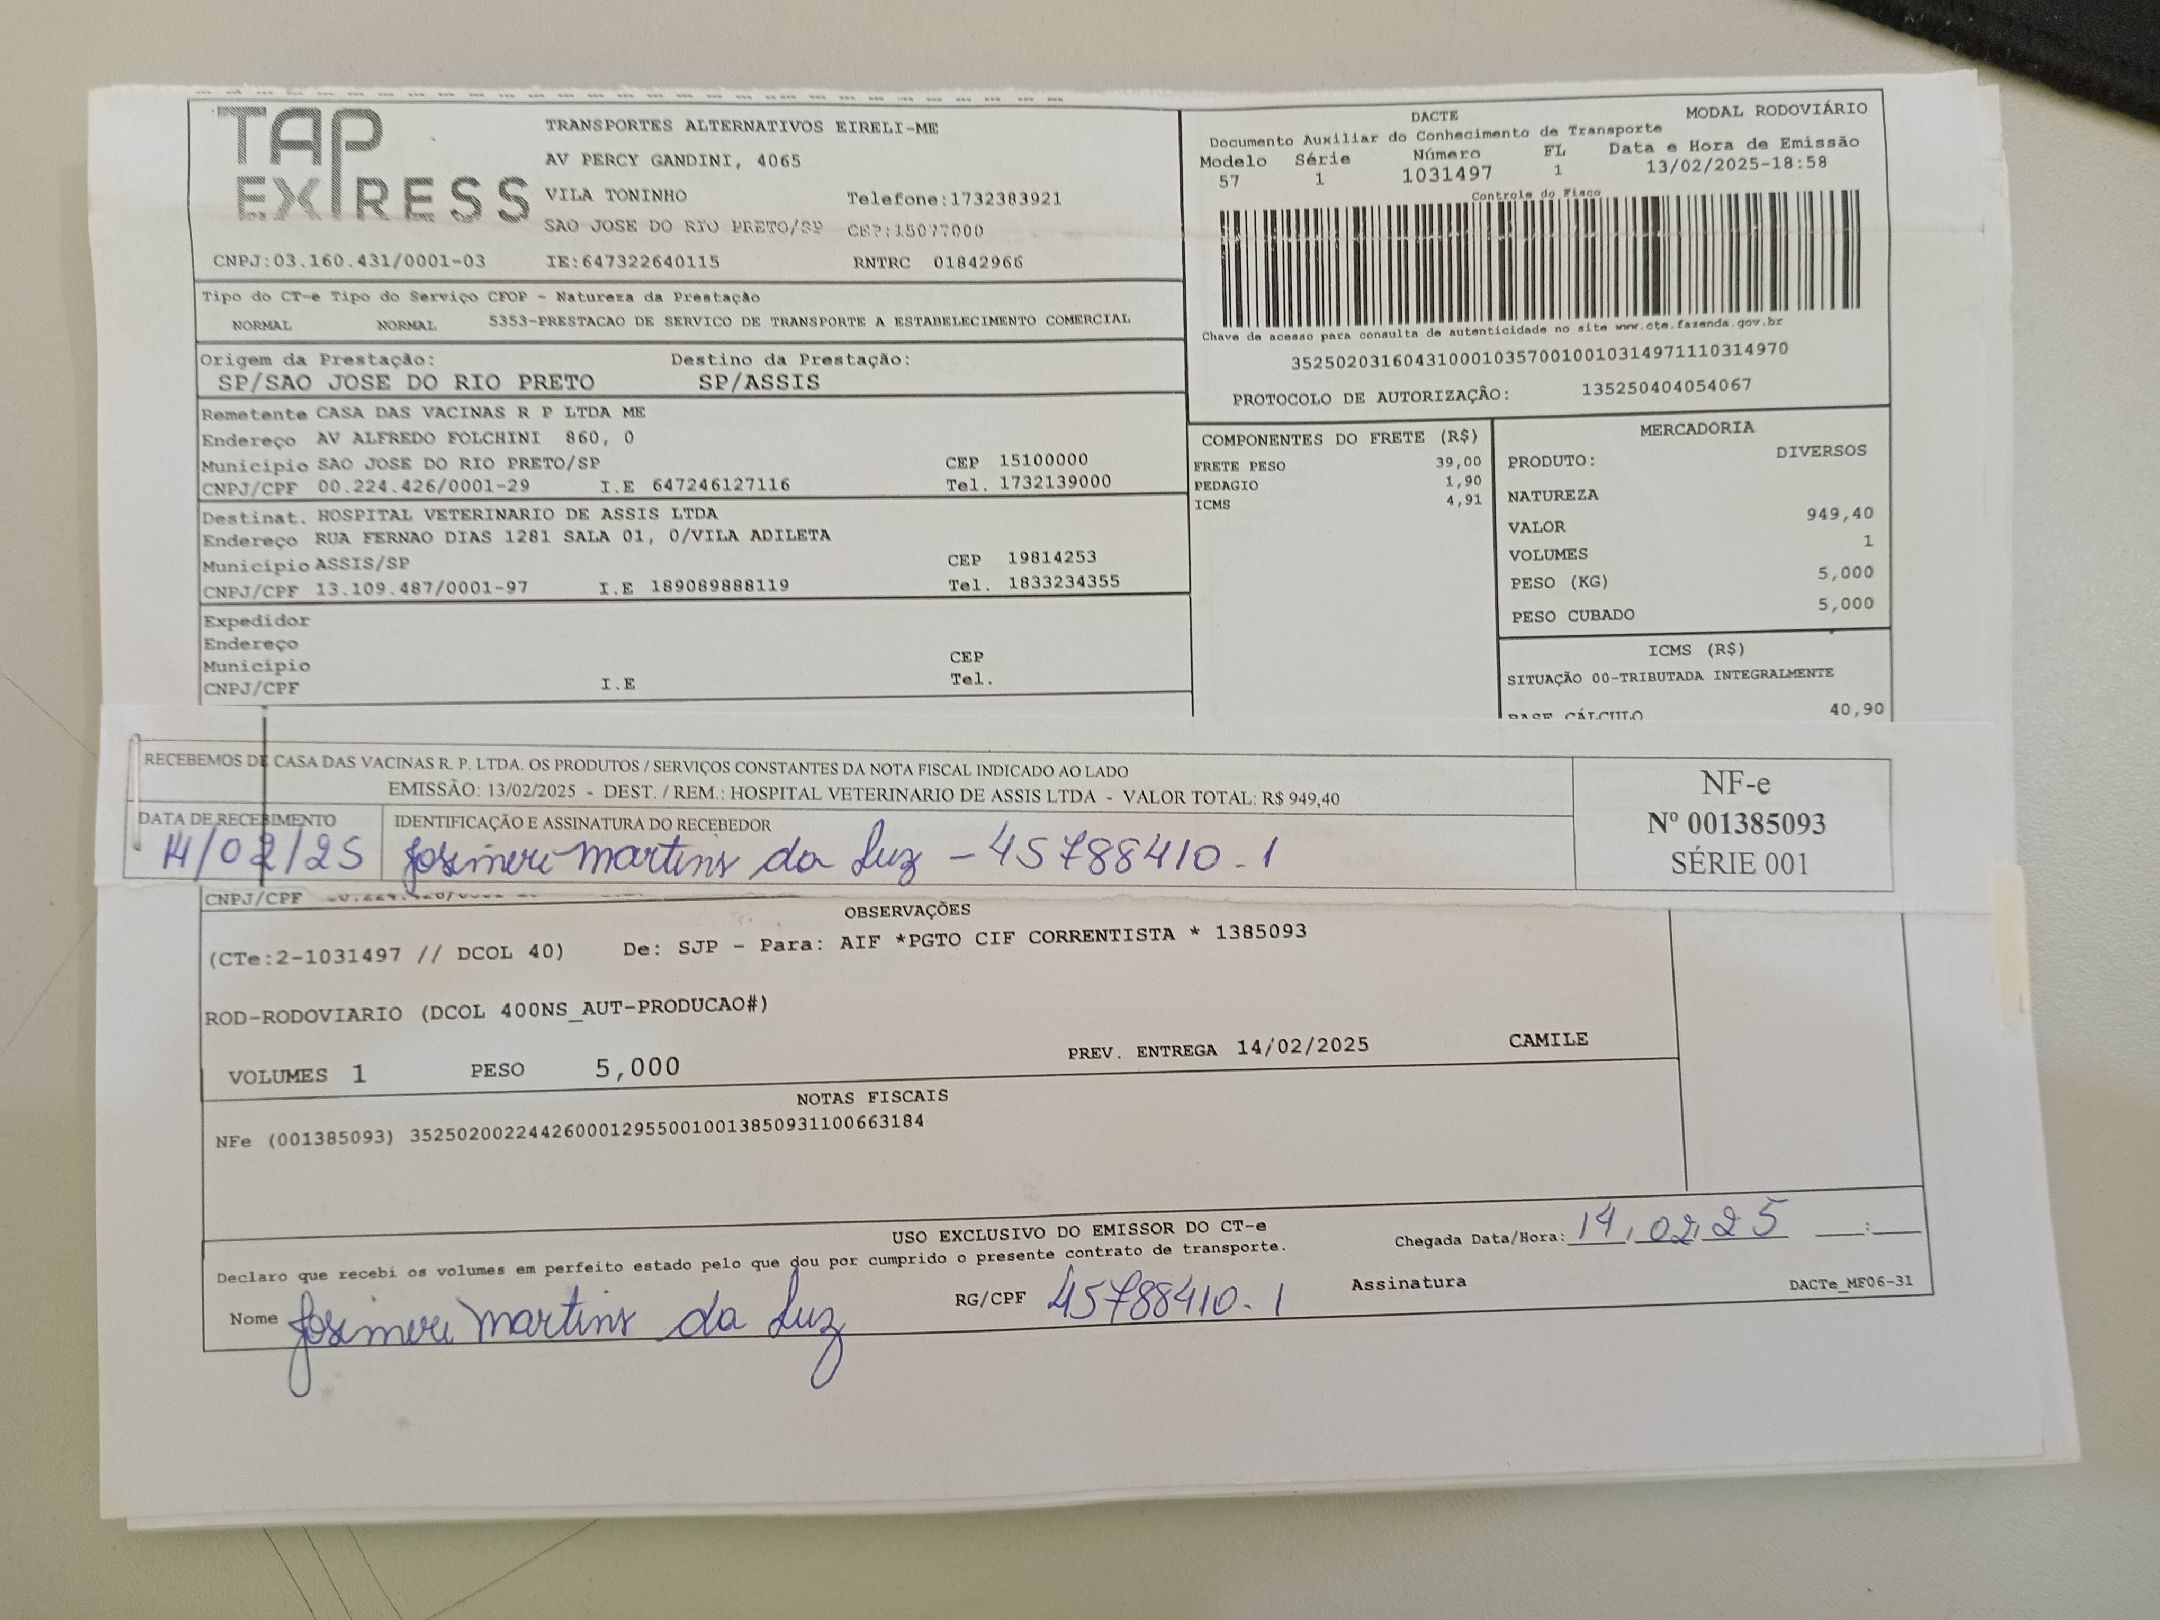 TAP EXPRESS
TRANSPORTES ALTERNATIVOS EIRELI-ME
AV PERCY GANDINI, 4065
VILA TONINHO Telefone:1732383921
SAO JOSE DO RIO PRETO/SP CEP:15077000
CNPJ:03.160.431/0001-03 IE:647322640115 RNTRC 01842966
DACTE MODAL RODOVIÁRIO
Documento Auxiliar do Conhecimento de Transporte
Modelo Série Número FL Data e Hora de Emissão
57 1 1031497 1 13/02/2025-18:58
Controle do Fisco
Chave de acesso para consulta de autenticidade no site www.cte.fazenda.gov.br
35250203160431000103570010010314971110314970
PROTOCOLO DE AUTORIZAÇÃO: 135250404054067
Tipo do CT-e Tipo do Serviço CFOP - Natureza da Prestação
NORMAL NORMAL 5353-PRESTACAO DE SERVICO DE TRANSPORTE A ESTABELECIMENTO COMERCIAL
Origem da Prestação: Destino da Prestação:
SP/SAO JOSE DO RIO PRETO SP/ASSIS
Remetente CASA DAS VACINAS R P LTDA ME
Endereço AV ALFREDO FOLCHINI 860, 0
Município SAO JOSE DO RIO PRETO/SP CEP 15100000
CNPJ/CPF 00.224.426/0001-29 I.E 647246127116 Tel. 1732139000
Destinat. HOSPITAL VETERINARIO DE ASSIS LTDA
Endereço RUA FERNAO DIAS 1281 SALA 01, 0/VILA ADILETA
Município ASSIS/SP CEP 19814253
CNPJ/CPF 13.109.487/0001-97 I.E 189089888119 Tel. 1833234355
Expedidor
Endereço
Município CEP
CNPJ/CPF I.E Tel.
COMPONENTES DO FRETE (R$)
FRETE PESO 39,00
PEDAGIO 1,90
ICMS 4,91
MERCADORIA
PRODUTO: DIVERSOS
NATUREZA
VALOR 949,40
VOLUMES 1
PESO (KG) 5,000
PESO CUBADO 5,000
ICMS (R$)
SITUAÇÃO 00-TRIBUTADA INTEGRALMENTE
BASE CÁLCULO 40,90
RECEBEMOS DE CASA DAS VACINAS R. P. LTDA. OS PRODUTOS / SERVIÇOS CONSTANTES DA NOTA FISCAL INDICADO AO LADO
EMISSÃO: 13/02/2025 - DEST. / REM.: HOSPITAL VETERINARIO DE ASSIS LTDA - VALOR TOTAL: R$ 949,40
DATA DE RECEBIMENTO IDENTIFICAÇÃO E ASSINATURA DO RECEBEDOR
14/02/25 Josimere Martins da Luz - 45788410-1
NF-e
Nº 001385093
SÉRIE 001
CNPJ/CPF
OBSERVAÇÕES
(CTe:2-1031497 // DCOL 40) De: SJP - Para: AIF *PGTO CIF CORRENTISTA * 1385093
ROD-RODOVIARIO (DCOL 400NS_AUT-PRODUCAO#)
VOLUMES 1 PESO 5,000 PREV. ENTREGA 14/02/2025 CAMILE
NOTAS FISCAIS
NFe (001385093) 35250200224426000129550010013850931100663184
USO EXCLUSIVO DO EMISSOR DO CT-e
Declaro que recebi os volumes em perfeito estado pelo que dou por cumprido o presente contrato de transporte.
Chegada Data/Hora: 14,02,25 __:__
Nome Josimere Martins da Luz RG/CPF 45788410-1 Assinatura DACTe_MF06-31